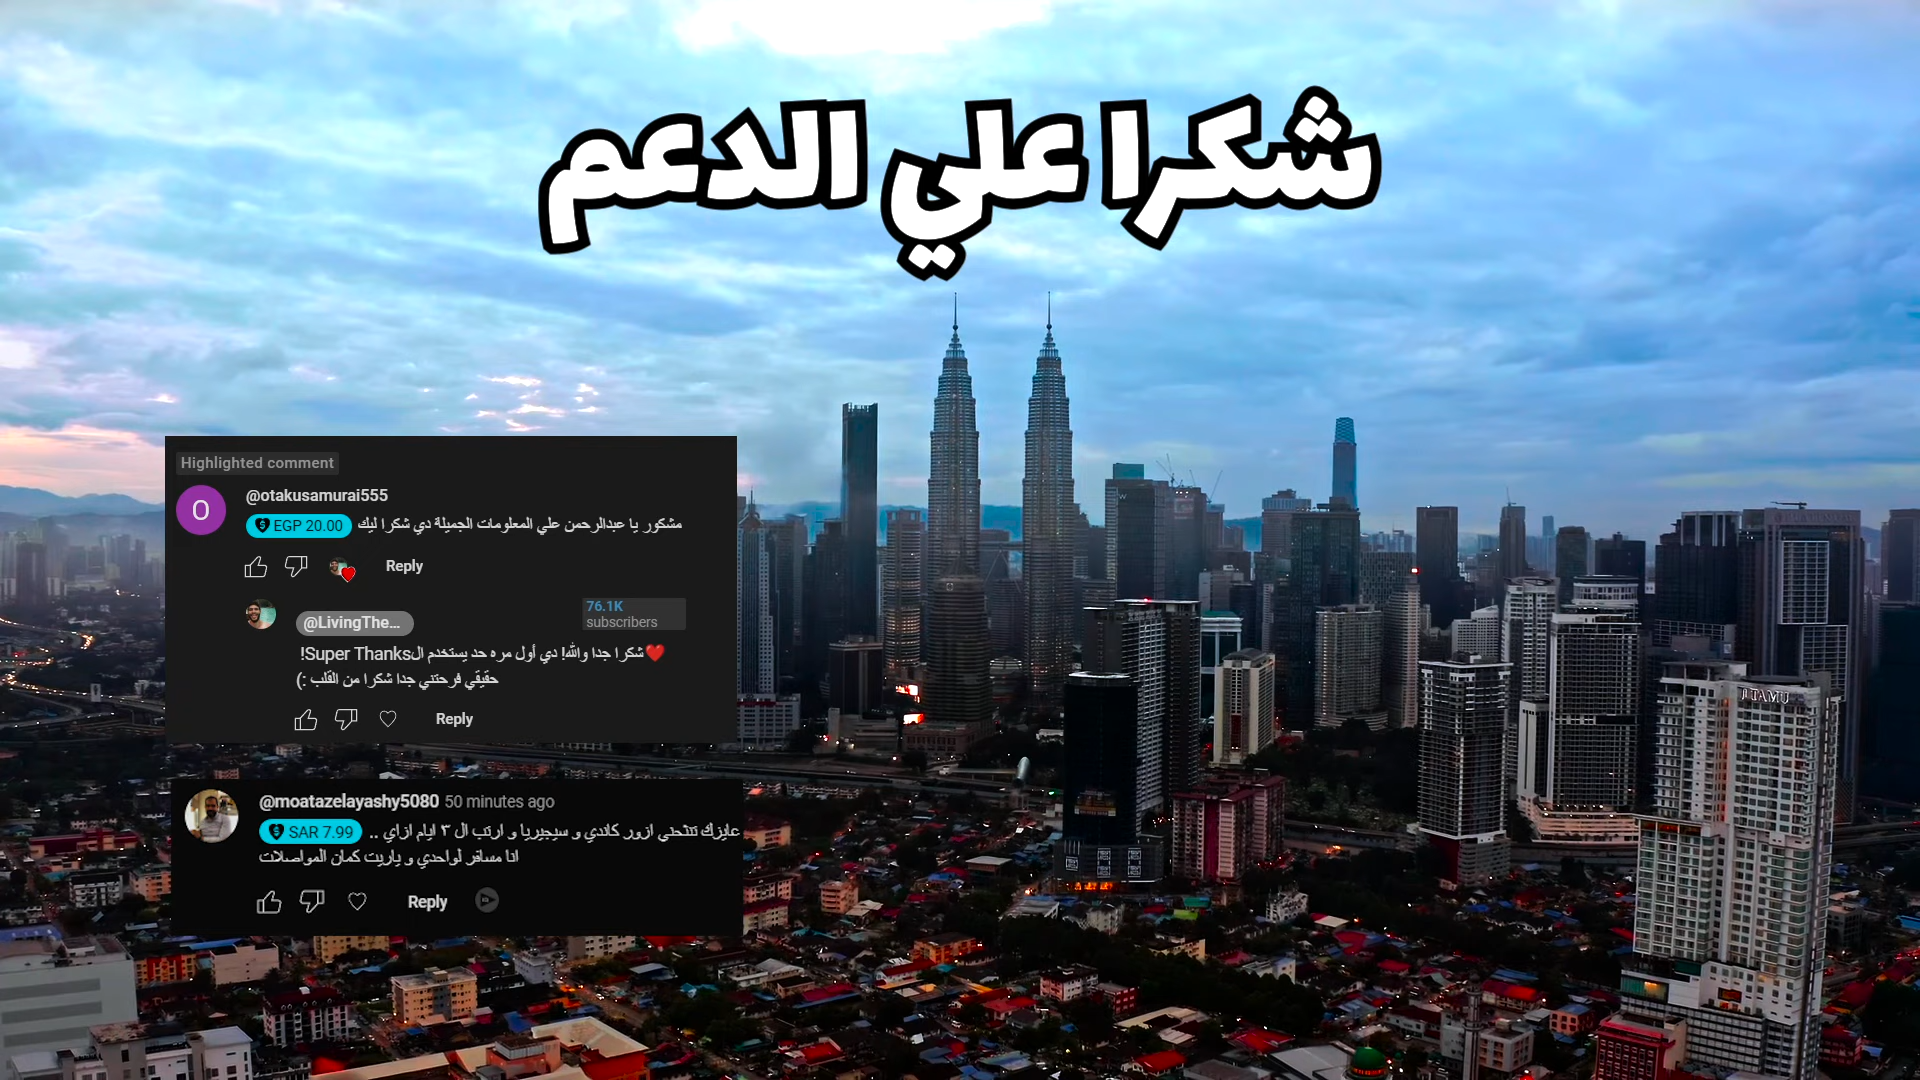 شكرا علي الدعم
Highlighted comment
O
@otakusamurai555
EGP 20.00 مشكور يا عبدالرحمن علي المعلومات الجميلة دي شكرا ليك
Reply
@LivingThe...
76.1K
subscribers
❤️شكرا جدا والله! دي أول مره حد يستخدم الSuper Thanks!
حقيقي فرحتني جدا شكرا من القلب :)
Reply
@moatazelayashy5080 50 minutes ago
SAR 7.99 عايزك تتثحني ازور كاندي و سيجيريا و ارتب ال ٣ ايام ازاي ..
انا مسافر لواحدي و ياريت كمان المواصلات
Reply
TAMU